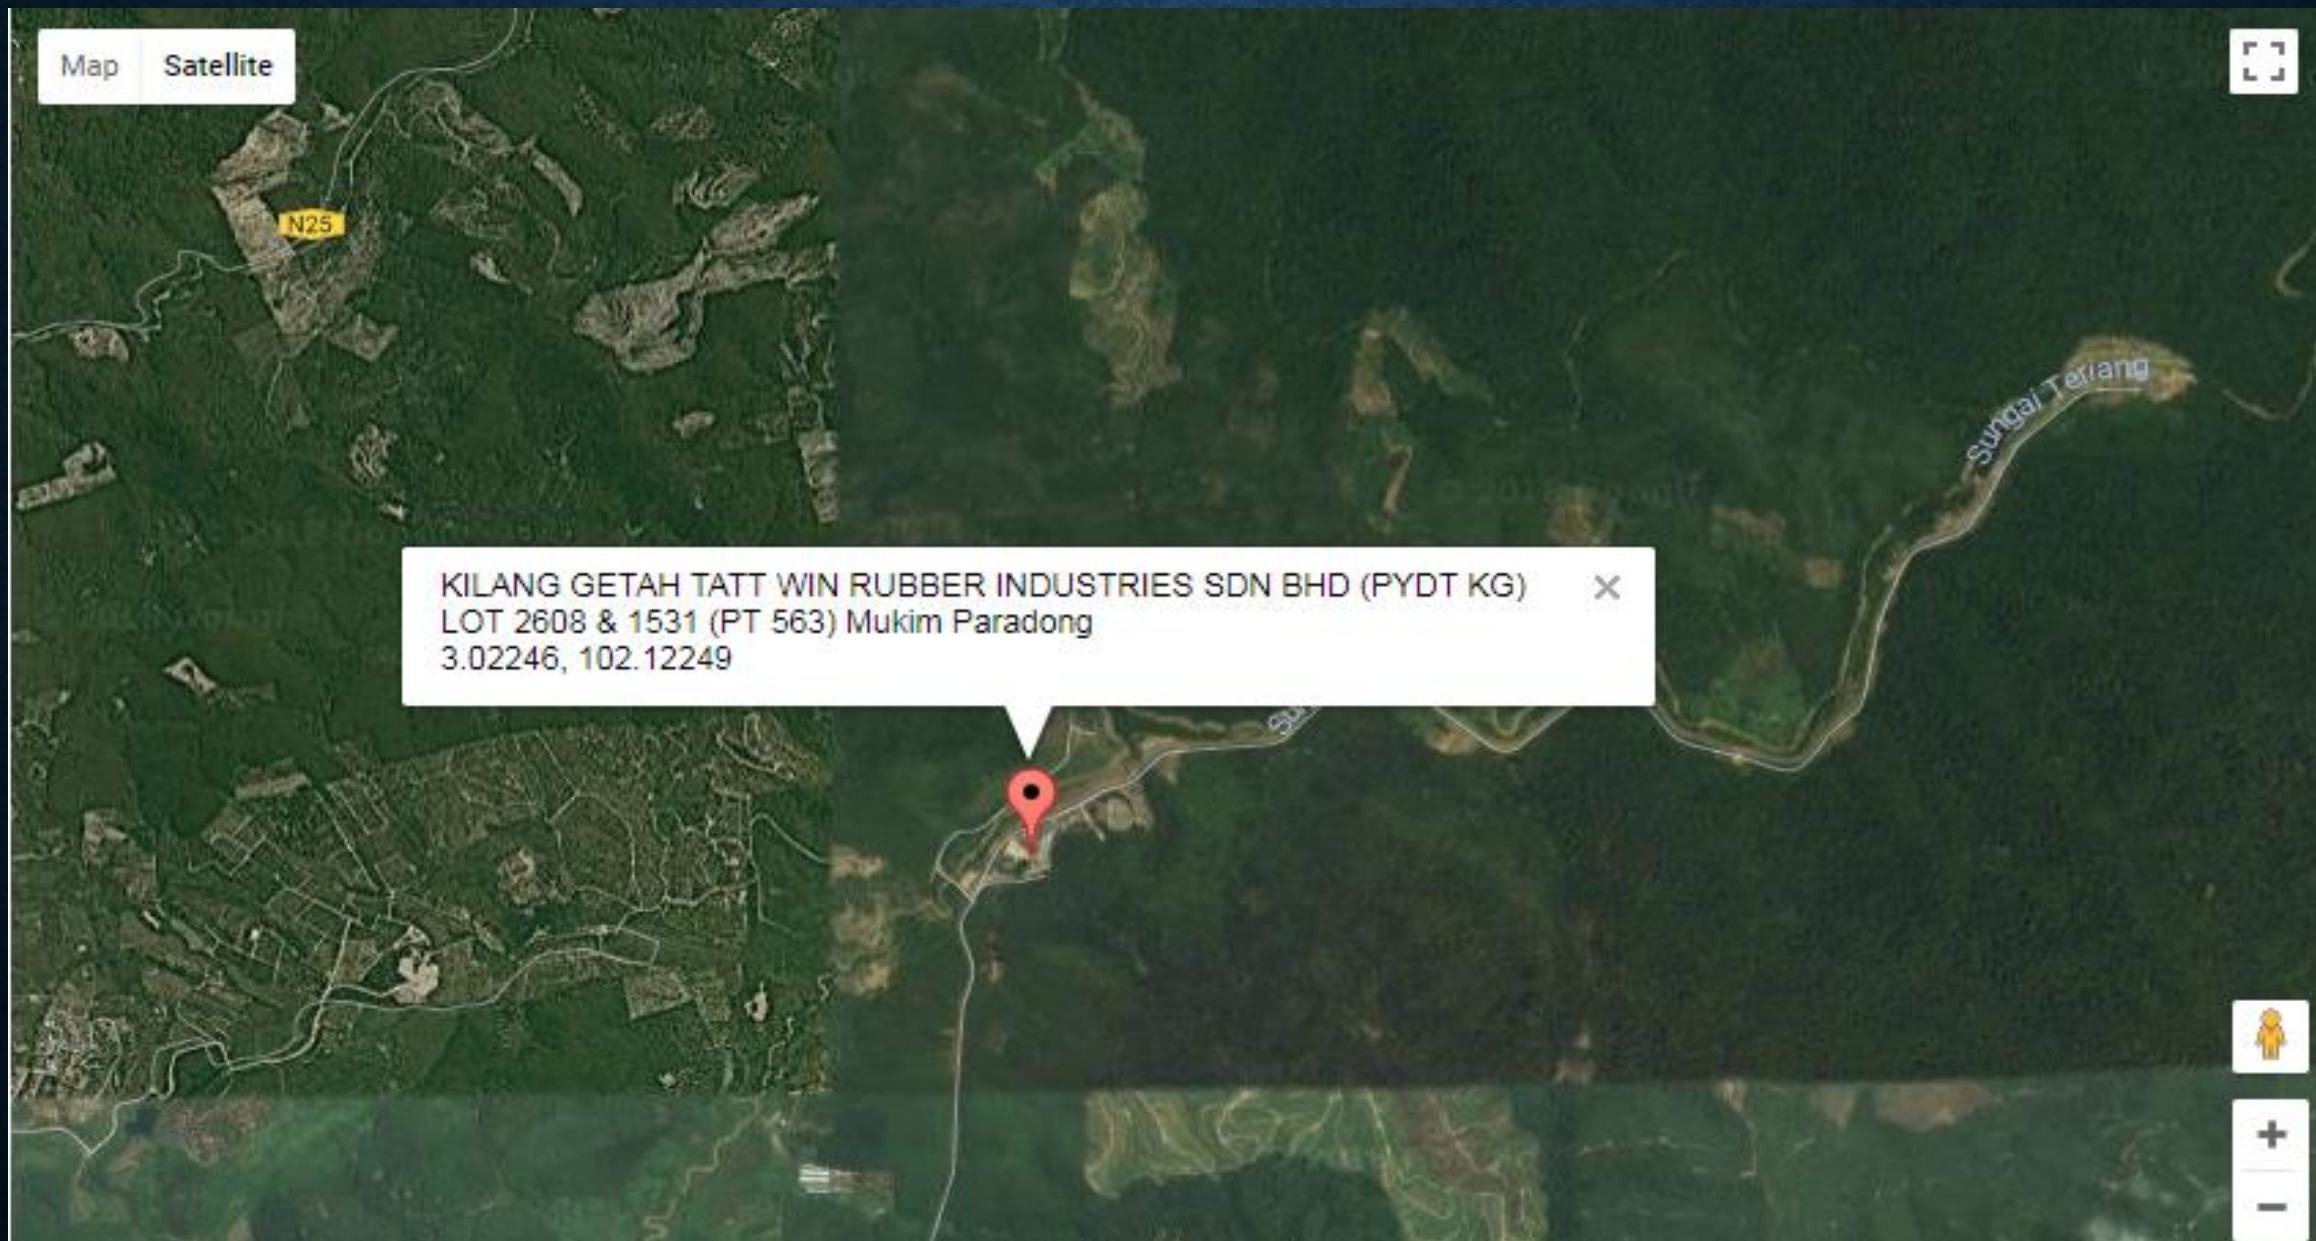 Map Satellite
N25
Sungai Teriang
KILANG GETAH TATT WIN RUBBER INDUSTRIES SDN BHD (PYDT KG)
LOT 2608 & 1531 (PT 563) Mukim Paradong
3.02246, 102.12249